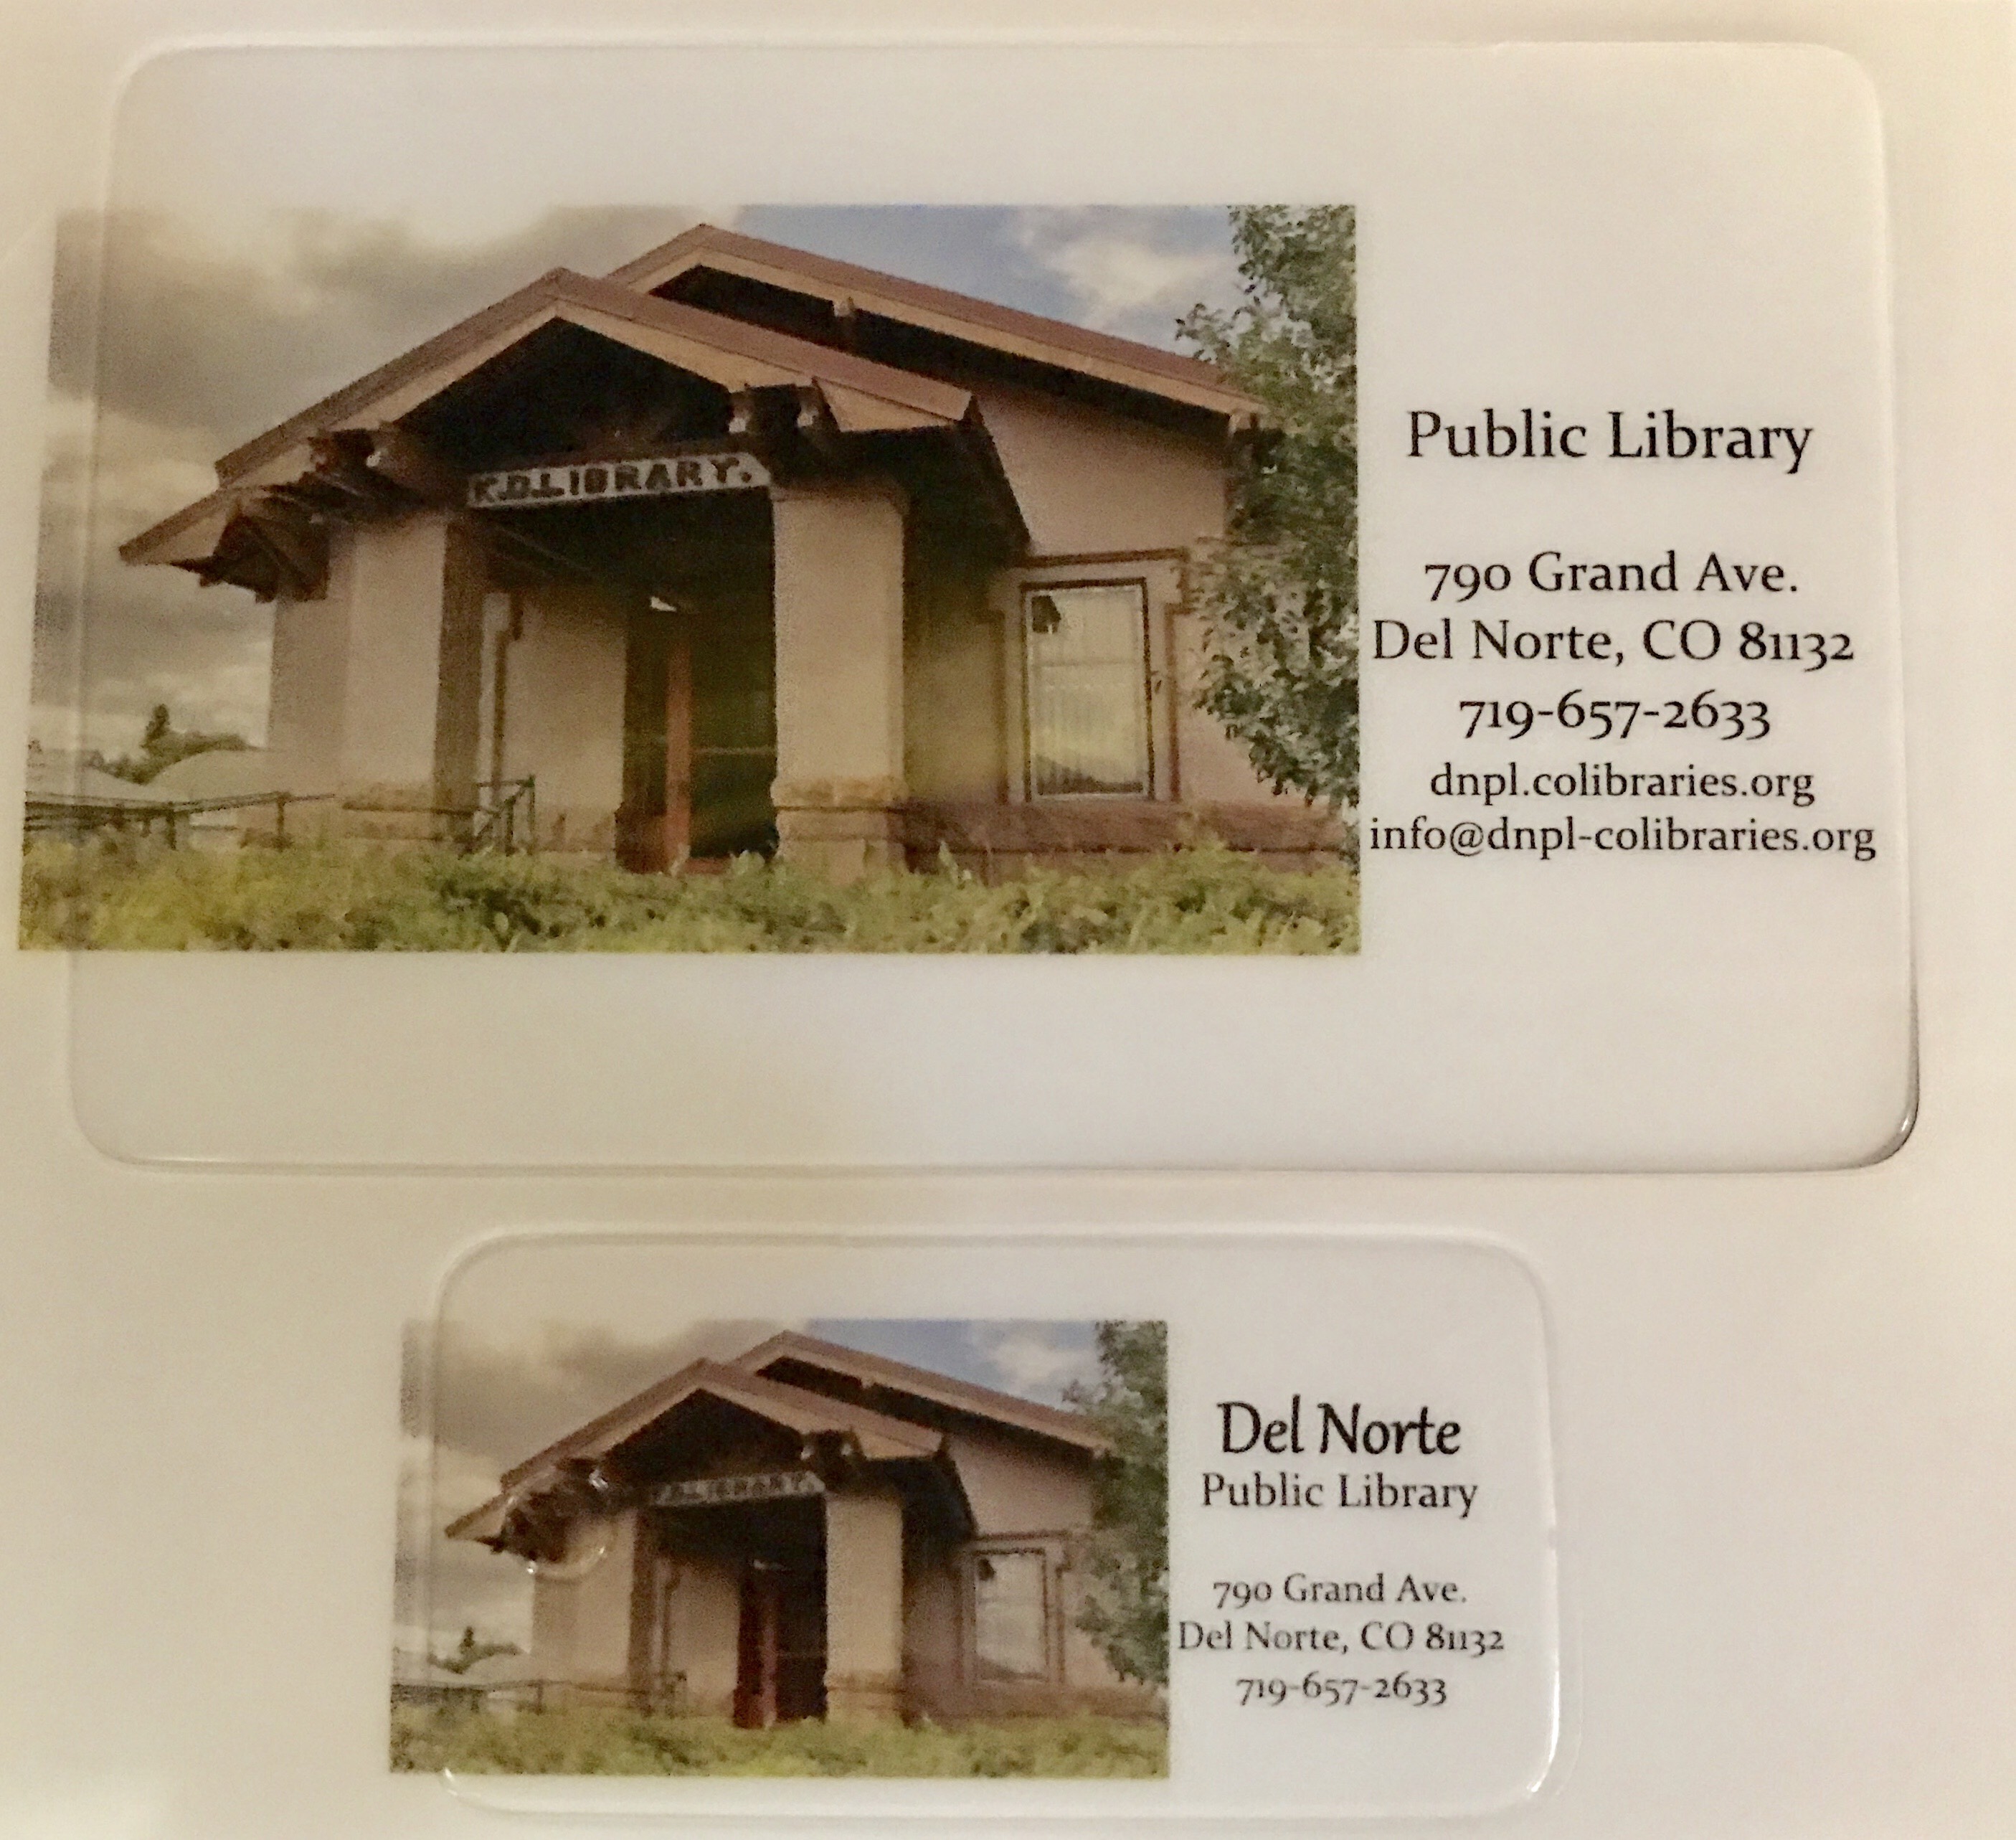 K.D.LIBRARY.
Public Library
790 Grand Ave.
Del Norte, CO 81132
719-657-2633
dnpl.colibraries.org
info@dnpl-colibraries.org
K.D.LIBRARY.
Del Norte
Public Library
790 Grand Ave.
Del Norte, CO 81132
719-657-2633